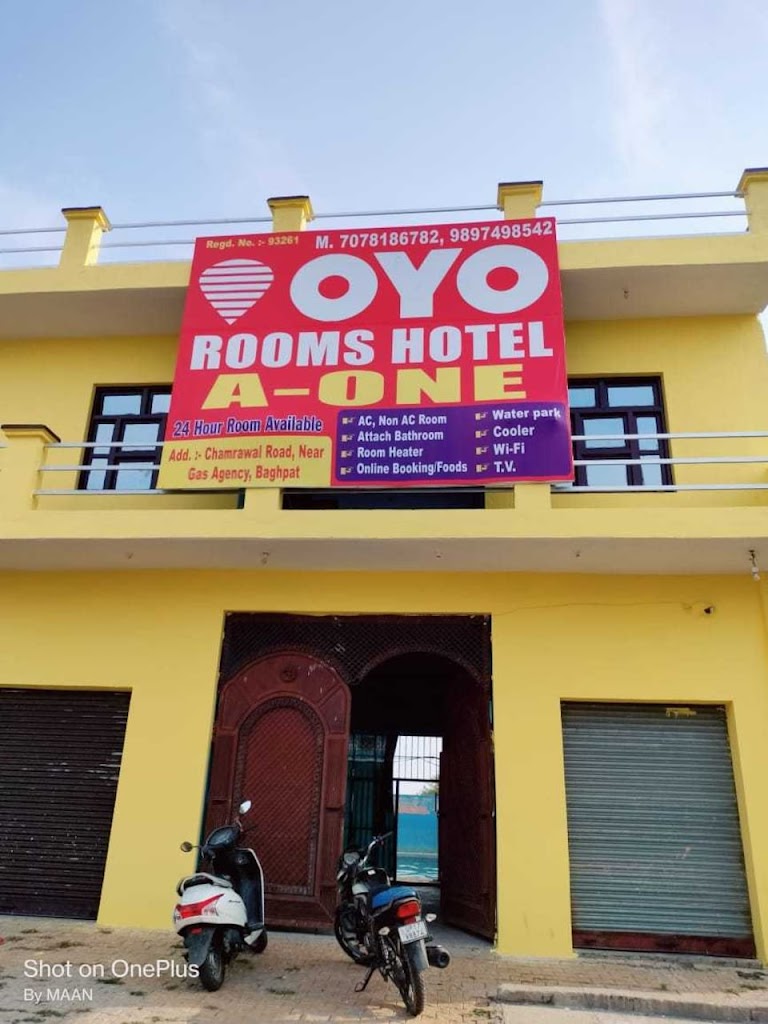 Regd. No. :- 93261
M. 7078186782, 9897498542
OYO
ROOMS HOTEL
A-ONE
24 Hour Room Available
Add. :- Chamrawal Road, Near
Gas Agency, Baghpat
AC, Non AC Room
Attach Bathroom
Room Heater
Online Booking/Foods
Water park
Cooler
Wi-Fi
T.V.
Shot on OnePlus
By MAAN